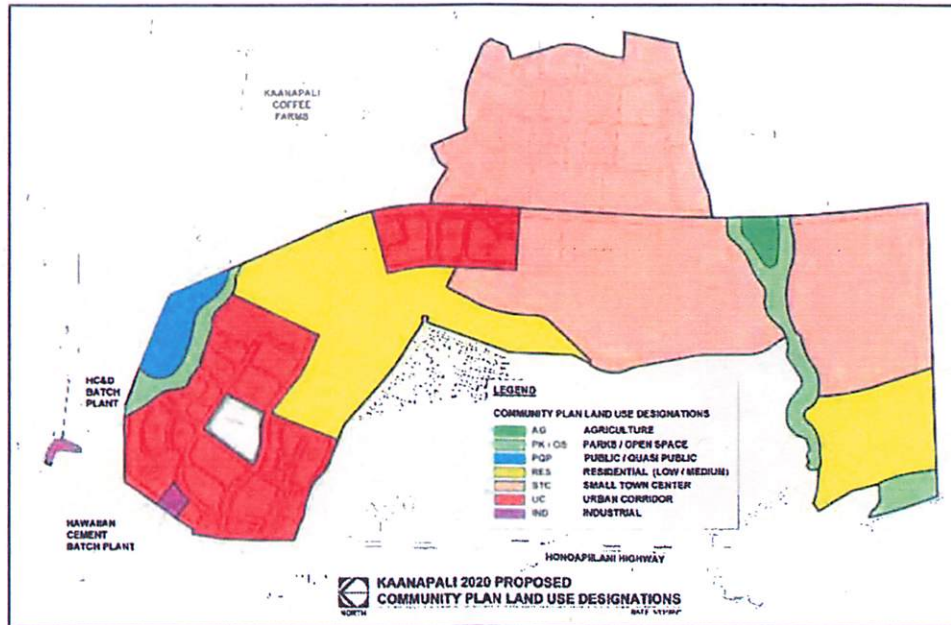 KAANAPALI
COFFEE
FARMS
HC&D
BATCH
PLANT
HAWAIIAN
CEMENT
BATCH PLANT
LEGEND
COMMUNITY PLAN LAND USE DESIGNATIONS
AG AGRICULTURE
PK / OS PARKS / OPEN SPACE
PQP PUBLIC / QUASI PUBLIC
RES RESIDENTIAL (LOW / MEDIUM)
STC SMALL TOWN CENTER
UC URBAN CORRIDOR
IND INDUSTRIAL
HONOAPIILANI HIGHWAY
KAANAPALI 2020 PROPOSED
COMMUNITY PLAN LAND USE DESIGNATIONS
NORTH DATE